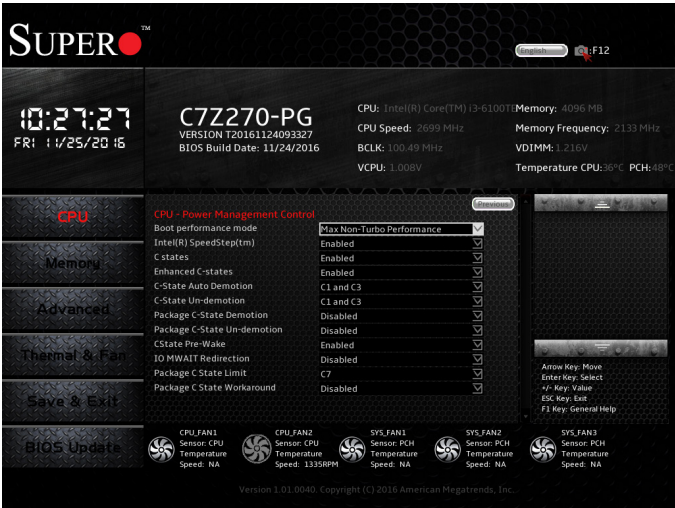 SUPER TM
English :F12
10:27:27
FRI 11/25/2016
C7Z270-PG
VERSION T20161124093327
BIOS Build Date: 11/24/2016
CPU: Intel(R) Core(TM) i3-6100TE Memory: 4096 MB
CPU Speed: 2699 MHz Memory Frequency: 2133 MHz
BCLK: 100.49 MHz VDIMM: 1.216V
VCPU: 1.008V Temperature CPU:36°C PCH:48°C
CPU
Memory
Advanced
Thermal & Fan
Save & Exit
BIOS Update
Previous
CPU - Power Management Control
Boot performance mode Max Non-Turbo Performance
Intel(R) SpeedStep(tm) Enabled
C states Enabled
Enhanced C-states Enabled
C-State Auto Demotion C1 and C3
C-State Un-demotion C1 and C3
Package C-State Demotion Disabled
Package C-State Un-demotion Disabled
CState Pre-Wake Enabled
IO MWAIT Redirection Disabled
Package C State Limit C7
Package C State Workaround Disabled
Arrow Key: Move
Enter Key: Select
+/- Key: Value
ESC Key: Exit
F1 Key: General Help
CPU_FAN1
Sensor: CPU
Temperature
Speed: NA
CPU_FAN2
Sensor: CPU
Temperature
Speed: 1335RPM
SYS_FAN1
Sensor: PCH
Temperature
Speed: NA
SYS_FAN2
Sensor: PCH
Temperature
Speed: NA
SYS_FAN3
Sensor: PCH
Temperature
Speed: NA
Version 1.01.0040. Copyright (C) 2016 American Megatrends, Inc..